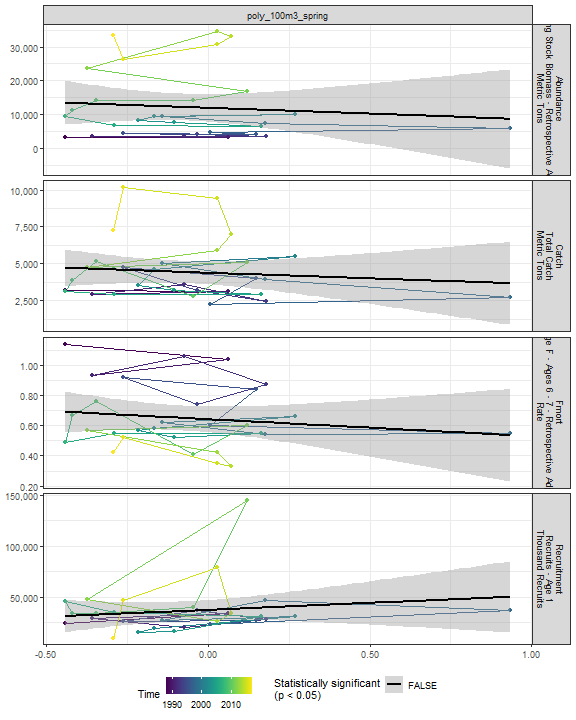 poly_100m3_spring
30,000
20,000
10,000
0
Abundance
Stock Biomass - Retrospective
Metric Tons
10,000
7,500
5,000
2,500
Catch
Total Catch
Metric Tons
1.00
0.80
0.60
0.40
0.20
Fmort
F - Ages 6 - 7 - Retrospective
Rate
150,000
100,000
50,000
Recruitment
Recruits - Age 1
Thousand Recruits
-0.50
0.00
0.50
1.00
Time
1990 2000 2010
Statistically significant
(p < 0.05)
FALSE